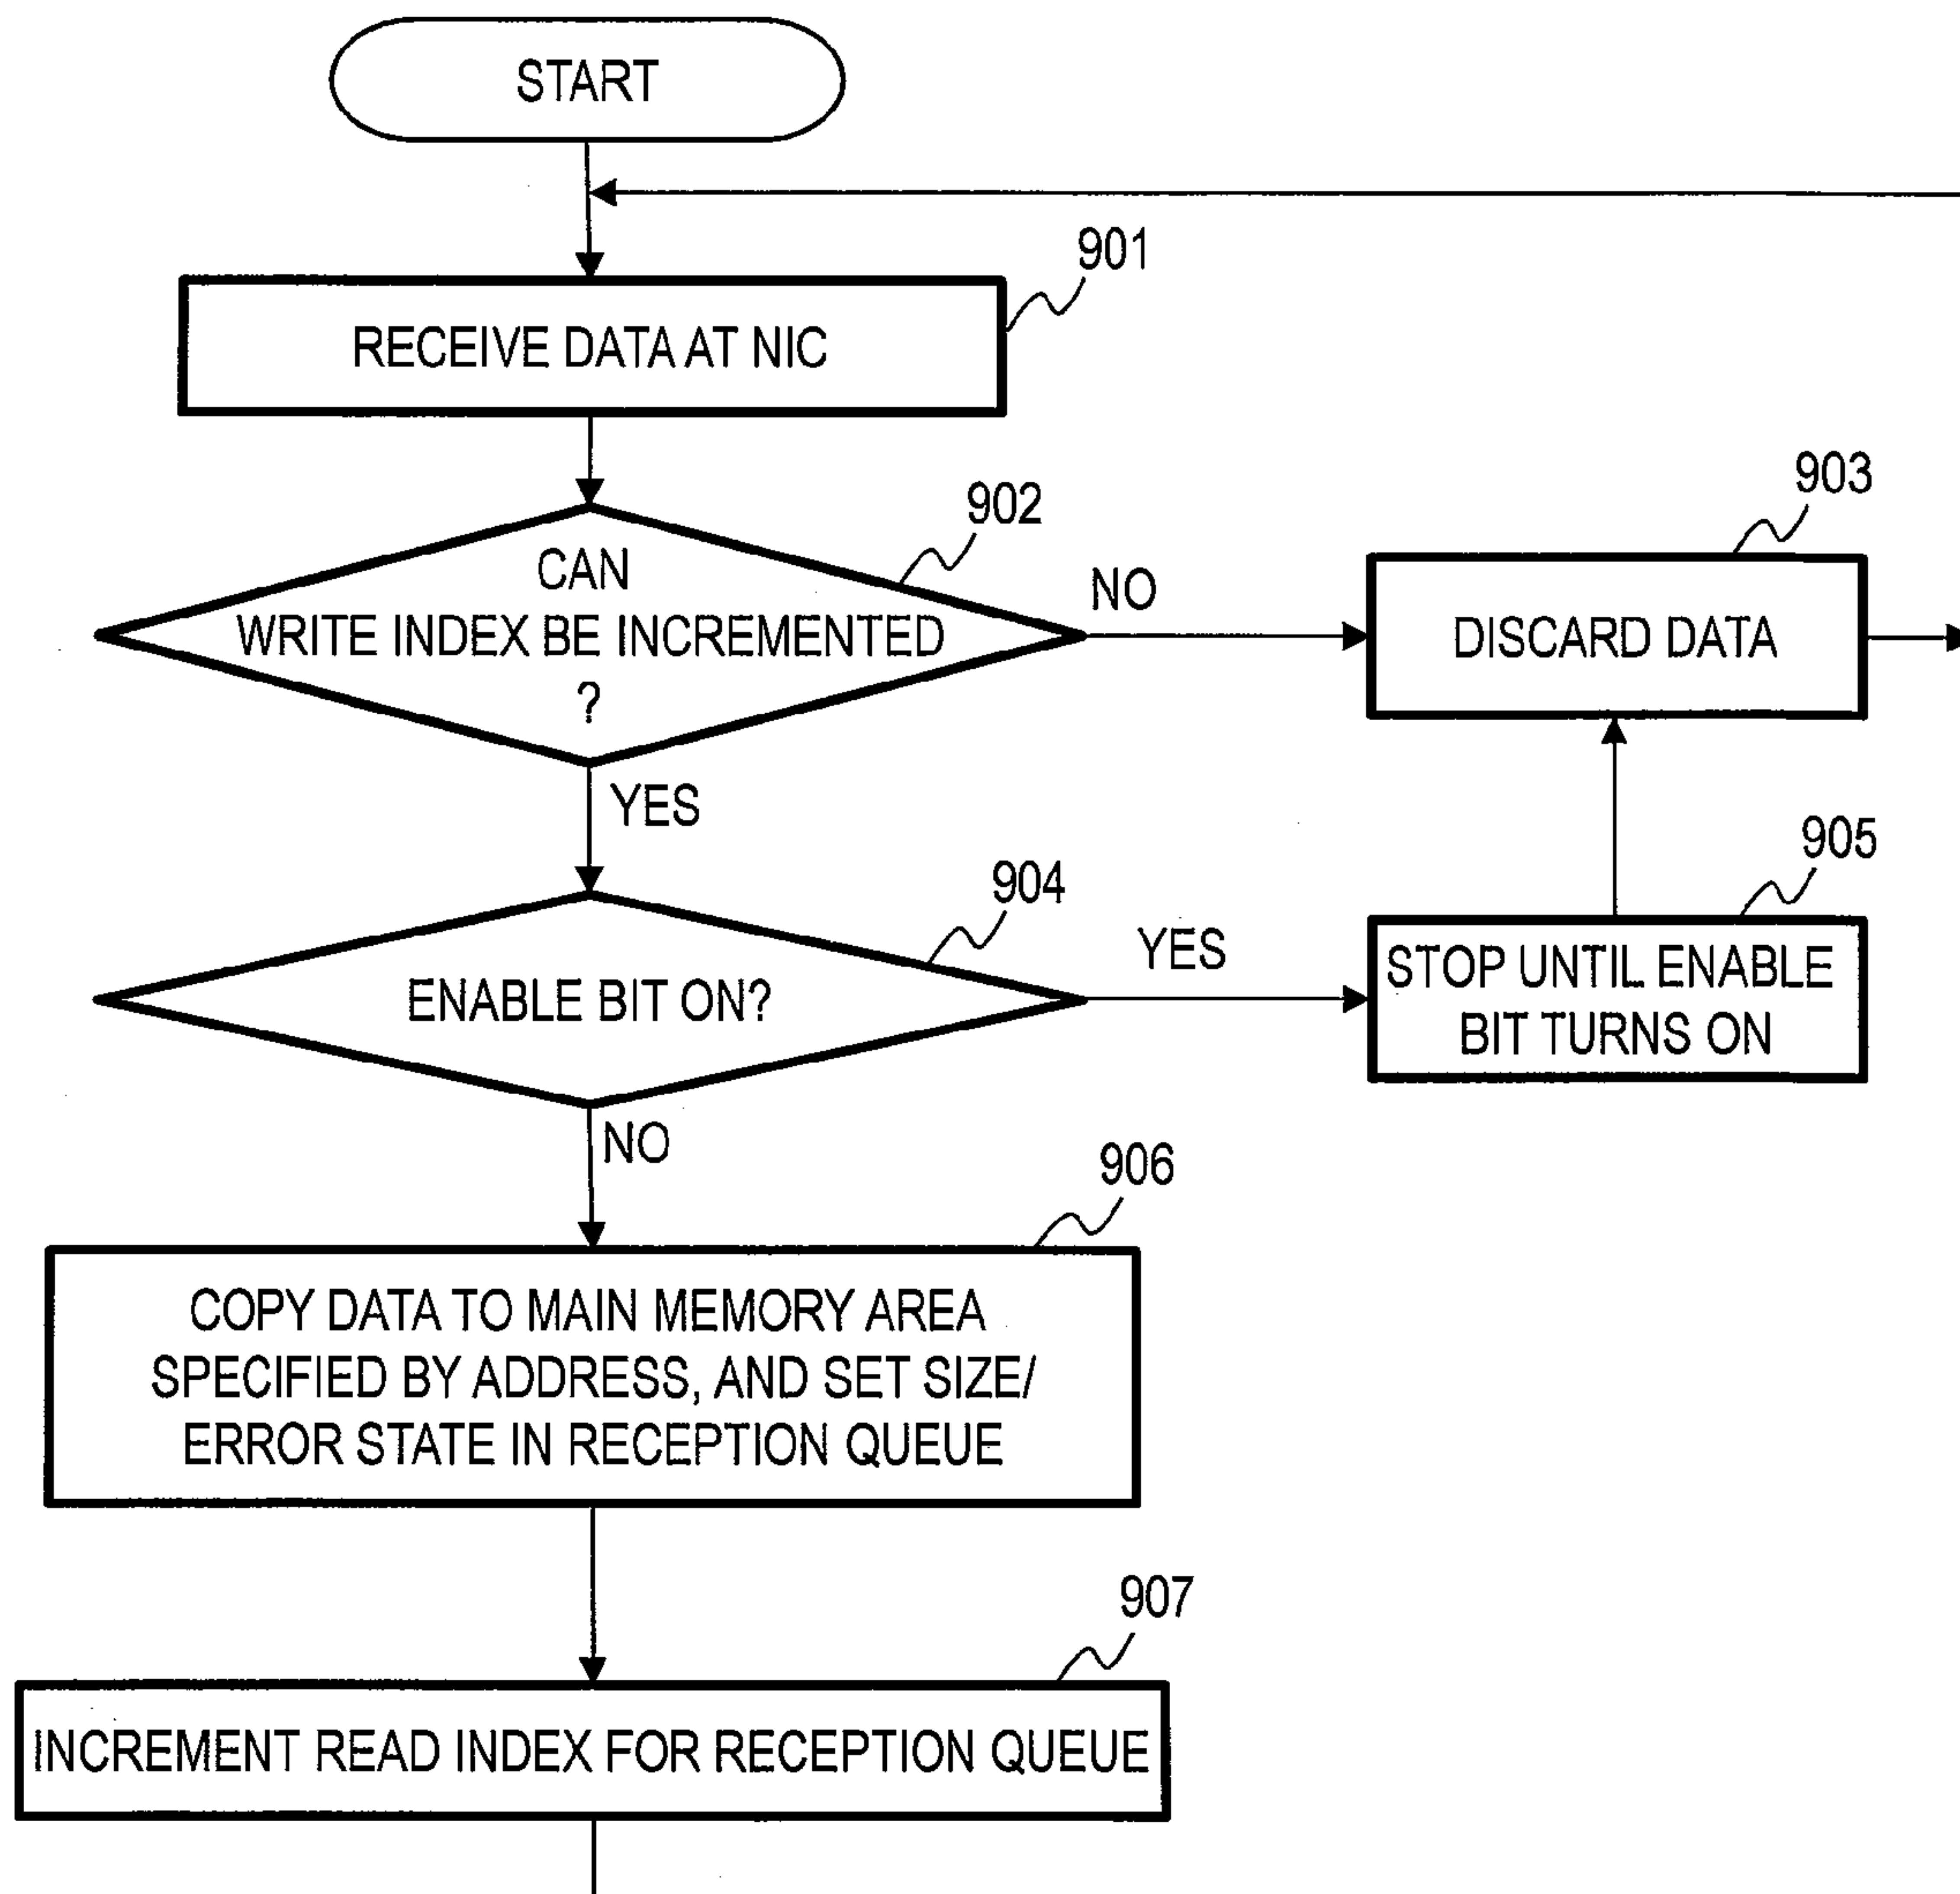 START
901
RECEIVE DATA AT NIC
902
CAN
WRITE INDEX BE INCREMENTED
?
NO
903
DISCARD DATA
YES
904
ENABLE BIT ON?
YES
905
STOP UNTIL ENABLE
BIT TURNS ON
NO
906
COPY DATA TO MAIN MEMORY AREA
SPECIFIED BY ADDRESS, AND SET SIZE/
ERROR STATE IN RECEPTION QUEUE
907
INCREMENT READ INDEX FOR RECEPTION QUEUE